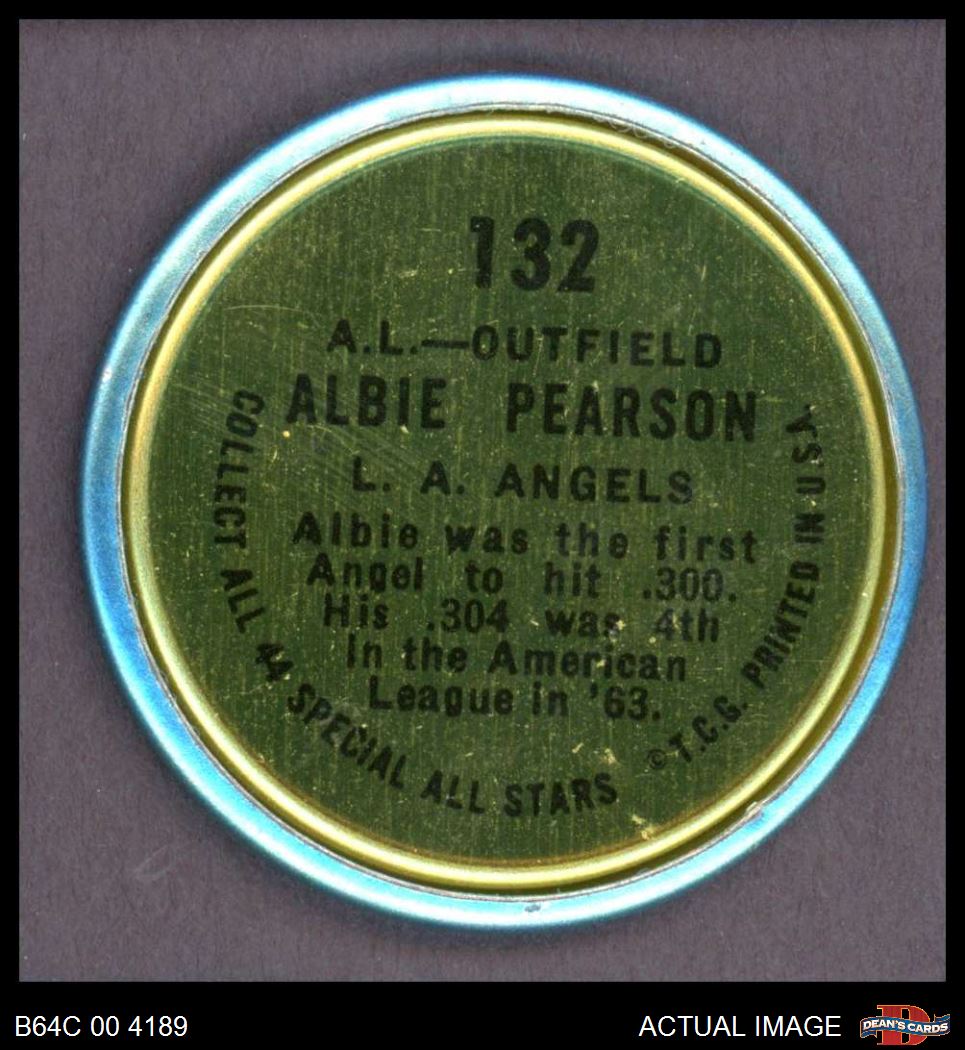 132
A.L.—OUTFIELD
ALBIE PEARSON
L. A. ANGELS
Albie was the first
Angel to hit .300.
His .304 was 4th
in the American
League in '63.
COLLECT ALL 44 SPECIAL ALL STARS
© T.C.G. PRINTED IN U.S.A.
B64C 00 4189
ACTUAL IMAGE
D
DEAN'S CARDS